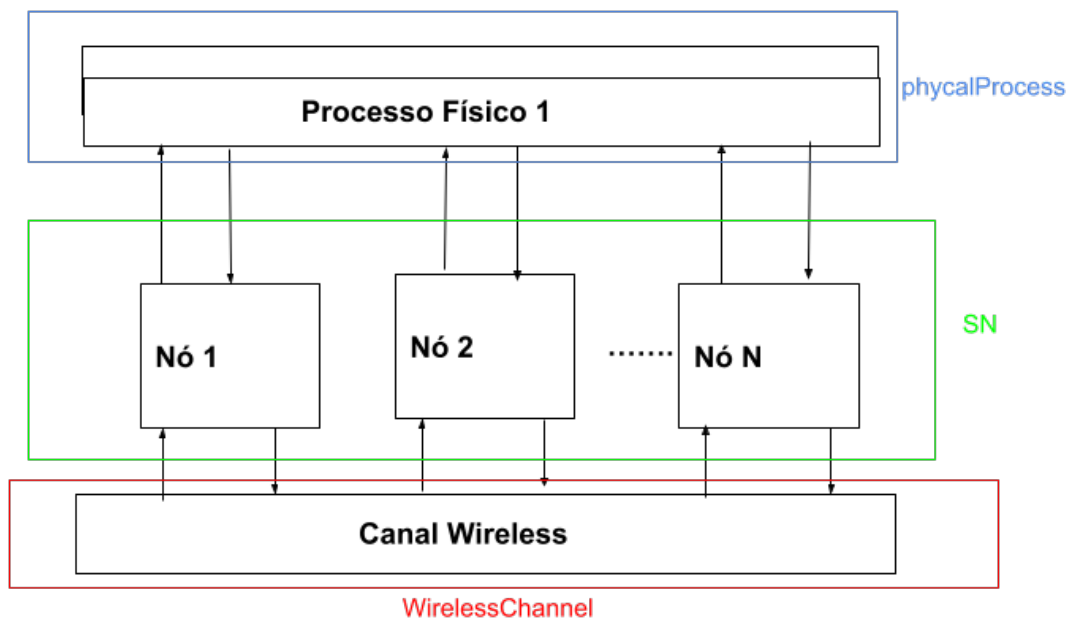 Processo Físico 1
phycalProcess
Nó 1
Nó 2
.......
Nó N
SN
Canal Wireless
WirelessChannel